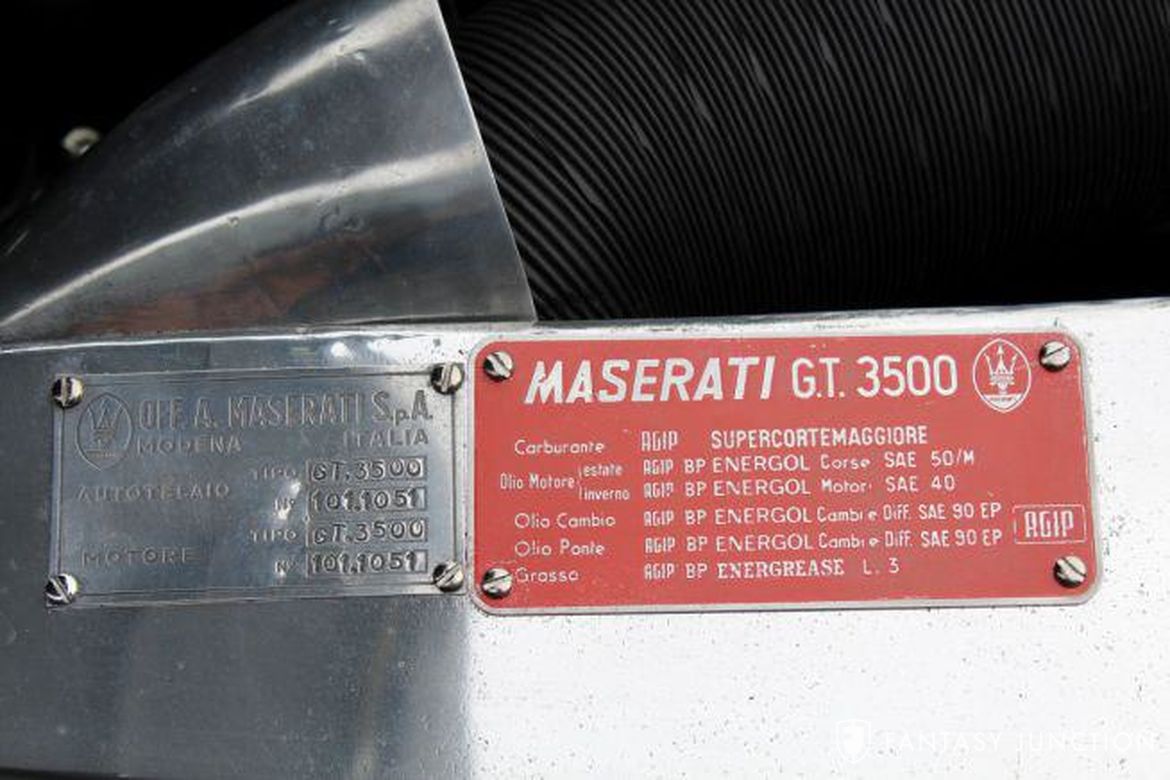 OFF. A. MASERATI S.p.A.
MODENA ITALIA
TIPO GT.3500
AUTOTELAIO
No 101.1051
TIPO GT.3500
MOTORE
No 101.1051
MASERATI G.T. 3500
Carburante AGIP SUPERCORTEMAGGIORE
Olio Motore estate AGIP BP ENERGOL Corse SAE 50/M
inverno AGIP BP ENERGOL Motori SAE 40
Olio Cambio AGIP BP ENERGOL Cambi e Diff. SAE 90 EP
Olio Ponte AGIP BP ENERGOL Cambi e Diff. SAE 90 EP
AGIP
Grasso AGIP BP ENERGREASE L. 3
FANTASY JUNCTION